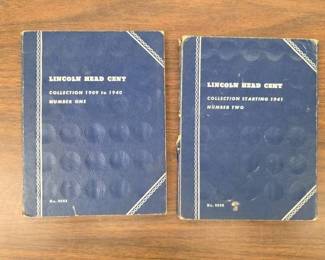 LINCOLN HEAD CENT
COLLECTION 1909 to 1940
NUMBER ONE
LINCOLN HEAD CENT
COLLECTION STARTING 1941
NUMBER TWO